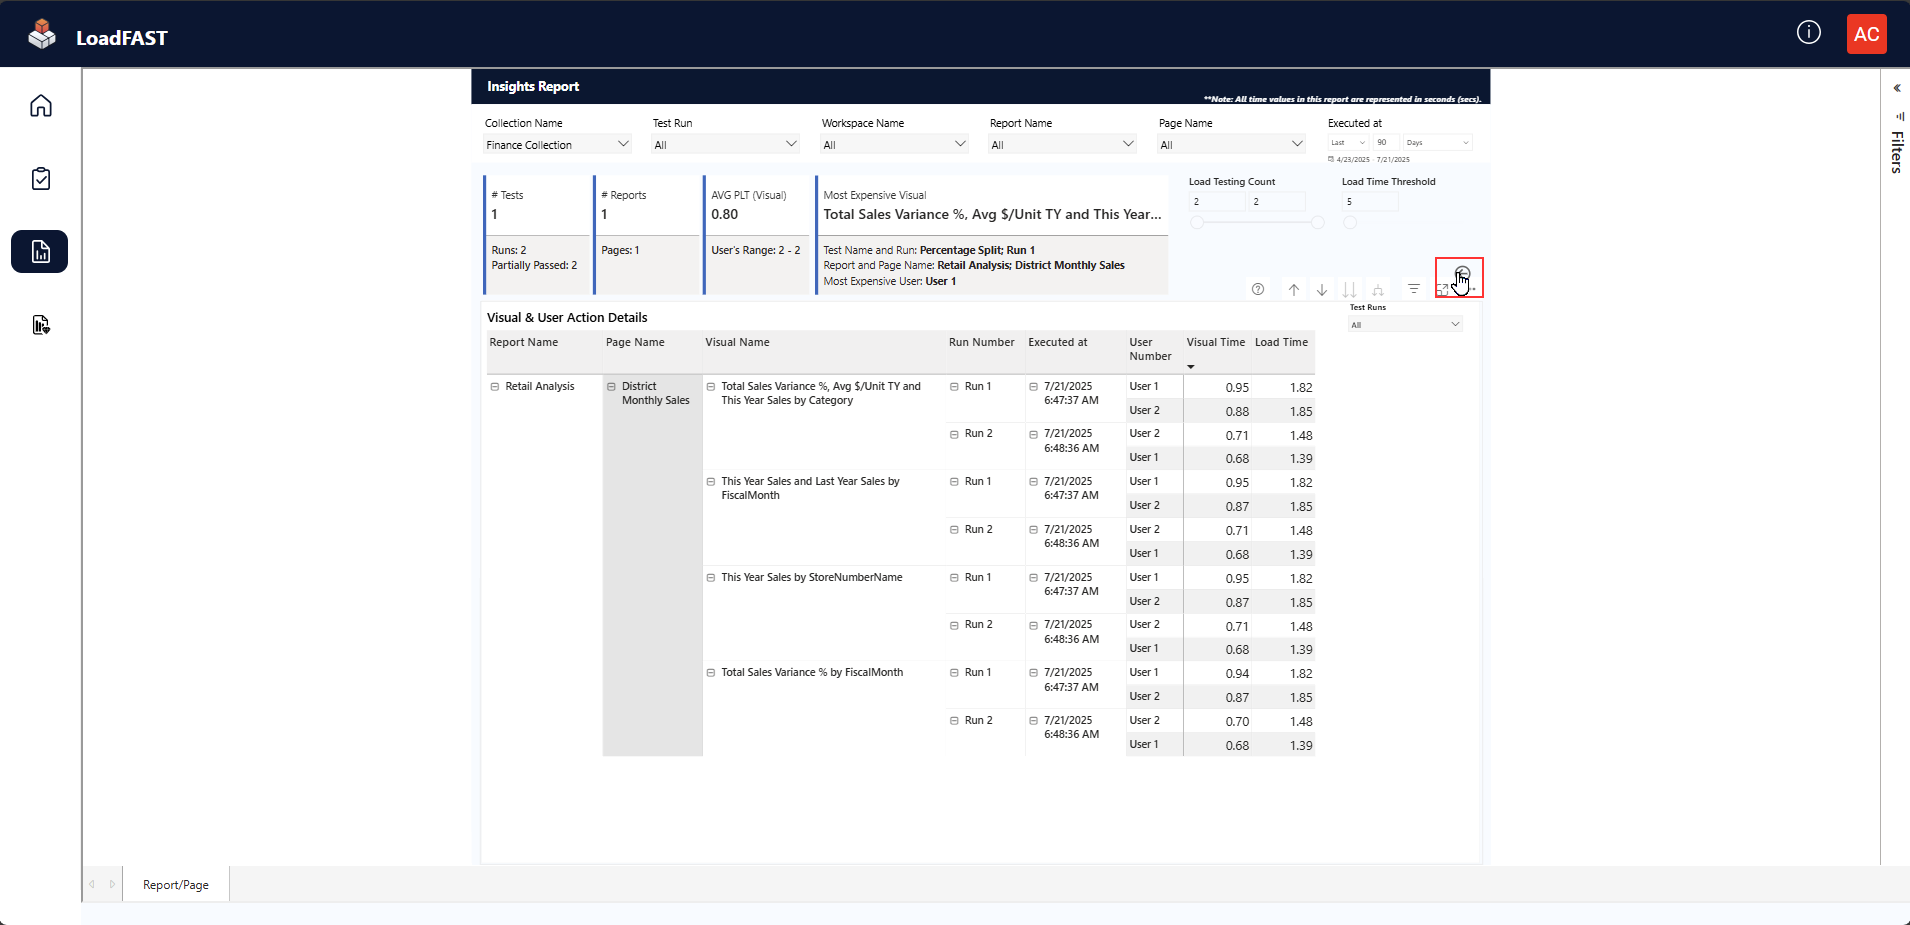 LoadFAST
AC
Insights Report
**Note: All time values in this report are represented in seconds (secs).
Collection Name Test Run Workspace Name Report Name Page Name Executed at
Finance Collection All All All All Last 90 Days
4/23/2025 - 7/21/2025
# Tests # Reports AVG PLT (Visual) Most Expensive Visual Load Testing Count Load Time Threshold
1 1 0.80 Total Sales Variance %, Avg $/Unit TY and This Year... 2 2 5
Runs: 2 Pages: 1 User's Range: 2 - 2 Test Name and Run: Percentage Split; Run 1
Partially Passed: 2 Report and Page Name: Retail Analysis; District Monthly Sales
Most Expensive User: User 1
Filters
Visual & User Action Details
Test Runs
All
Report Name Page Name Visual Name Run Number Executed at User Number Visual Time Load Time
Retail Analysis District Monthly Sales Total Sales Variance %, Avg $/Unit TY and Run 1 7/21/2025 User 1 0.95 1.82
This Year Sales by Category 6:47:37 AM User 2 0.88 1.85
Run 2 7/21/2025 User 2 0.71 1.48
6:48:36 AM User 1 0.68 1.39
This Year Sales and Last Year Sales by Run 1 7/21/2025 User 1 0.95 1.82
FiscalMonth 6:47:37 AM User 2 0.87 1.85
Run 2 7/21/2025 User 2 0.71 1.48
6:48:36 AM User 1 0.68 1.39
This Year Sales by StoreNumberName Run 1 7/21/2025 User 1 0.95 1.82
6:47:37 AM User 2 0.87 1.85
Run 2 7/21/2025 User 2 0.71 1.48
6:48:36 AM User 1 0.68 1.39
Total Sales Variance % by FiscalMonth Run 1 7/21/2025 User 1 0.94 1.82
6:47:37 AM User 2 0.87 1.85
Run 2 7/21/2025 User 2 0.70 1.48
6:48:36 AM User 1 0.68 1.39
Report/Page